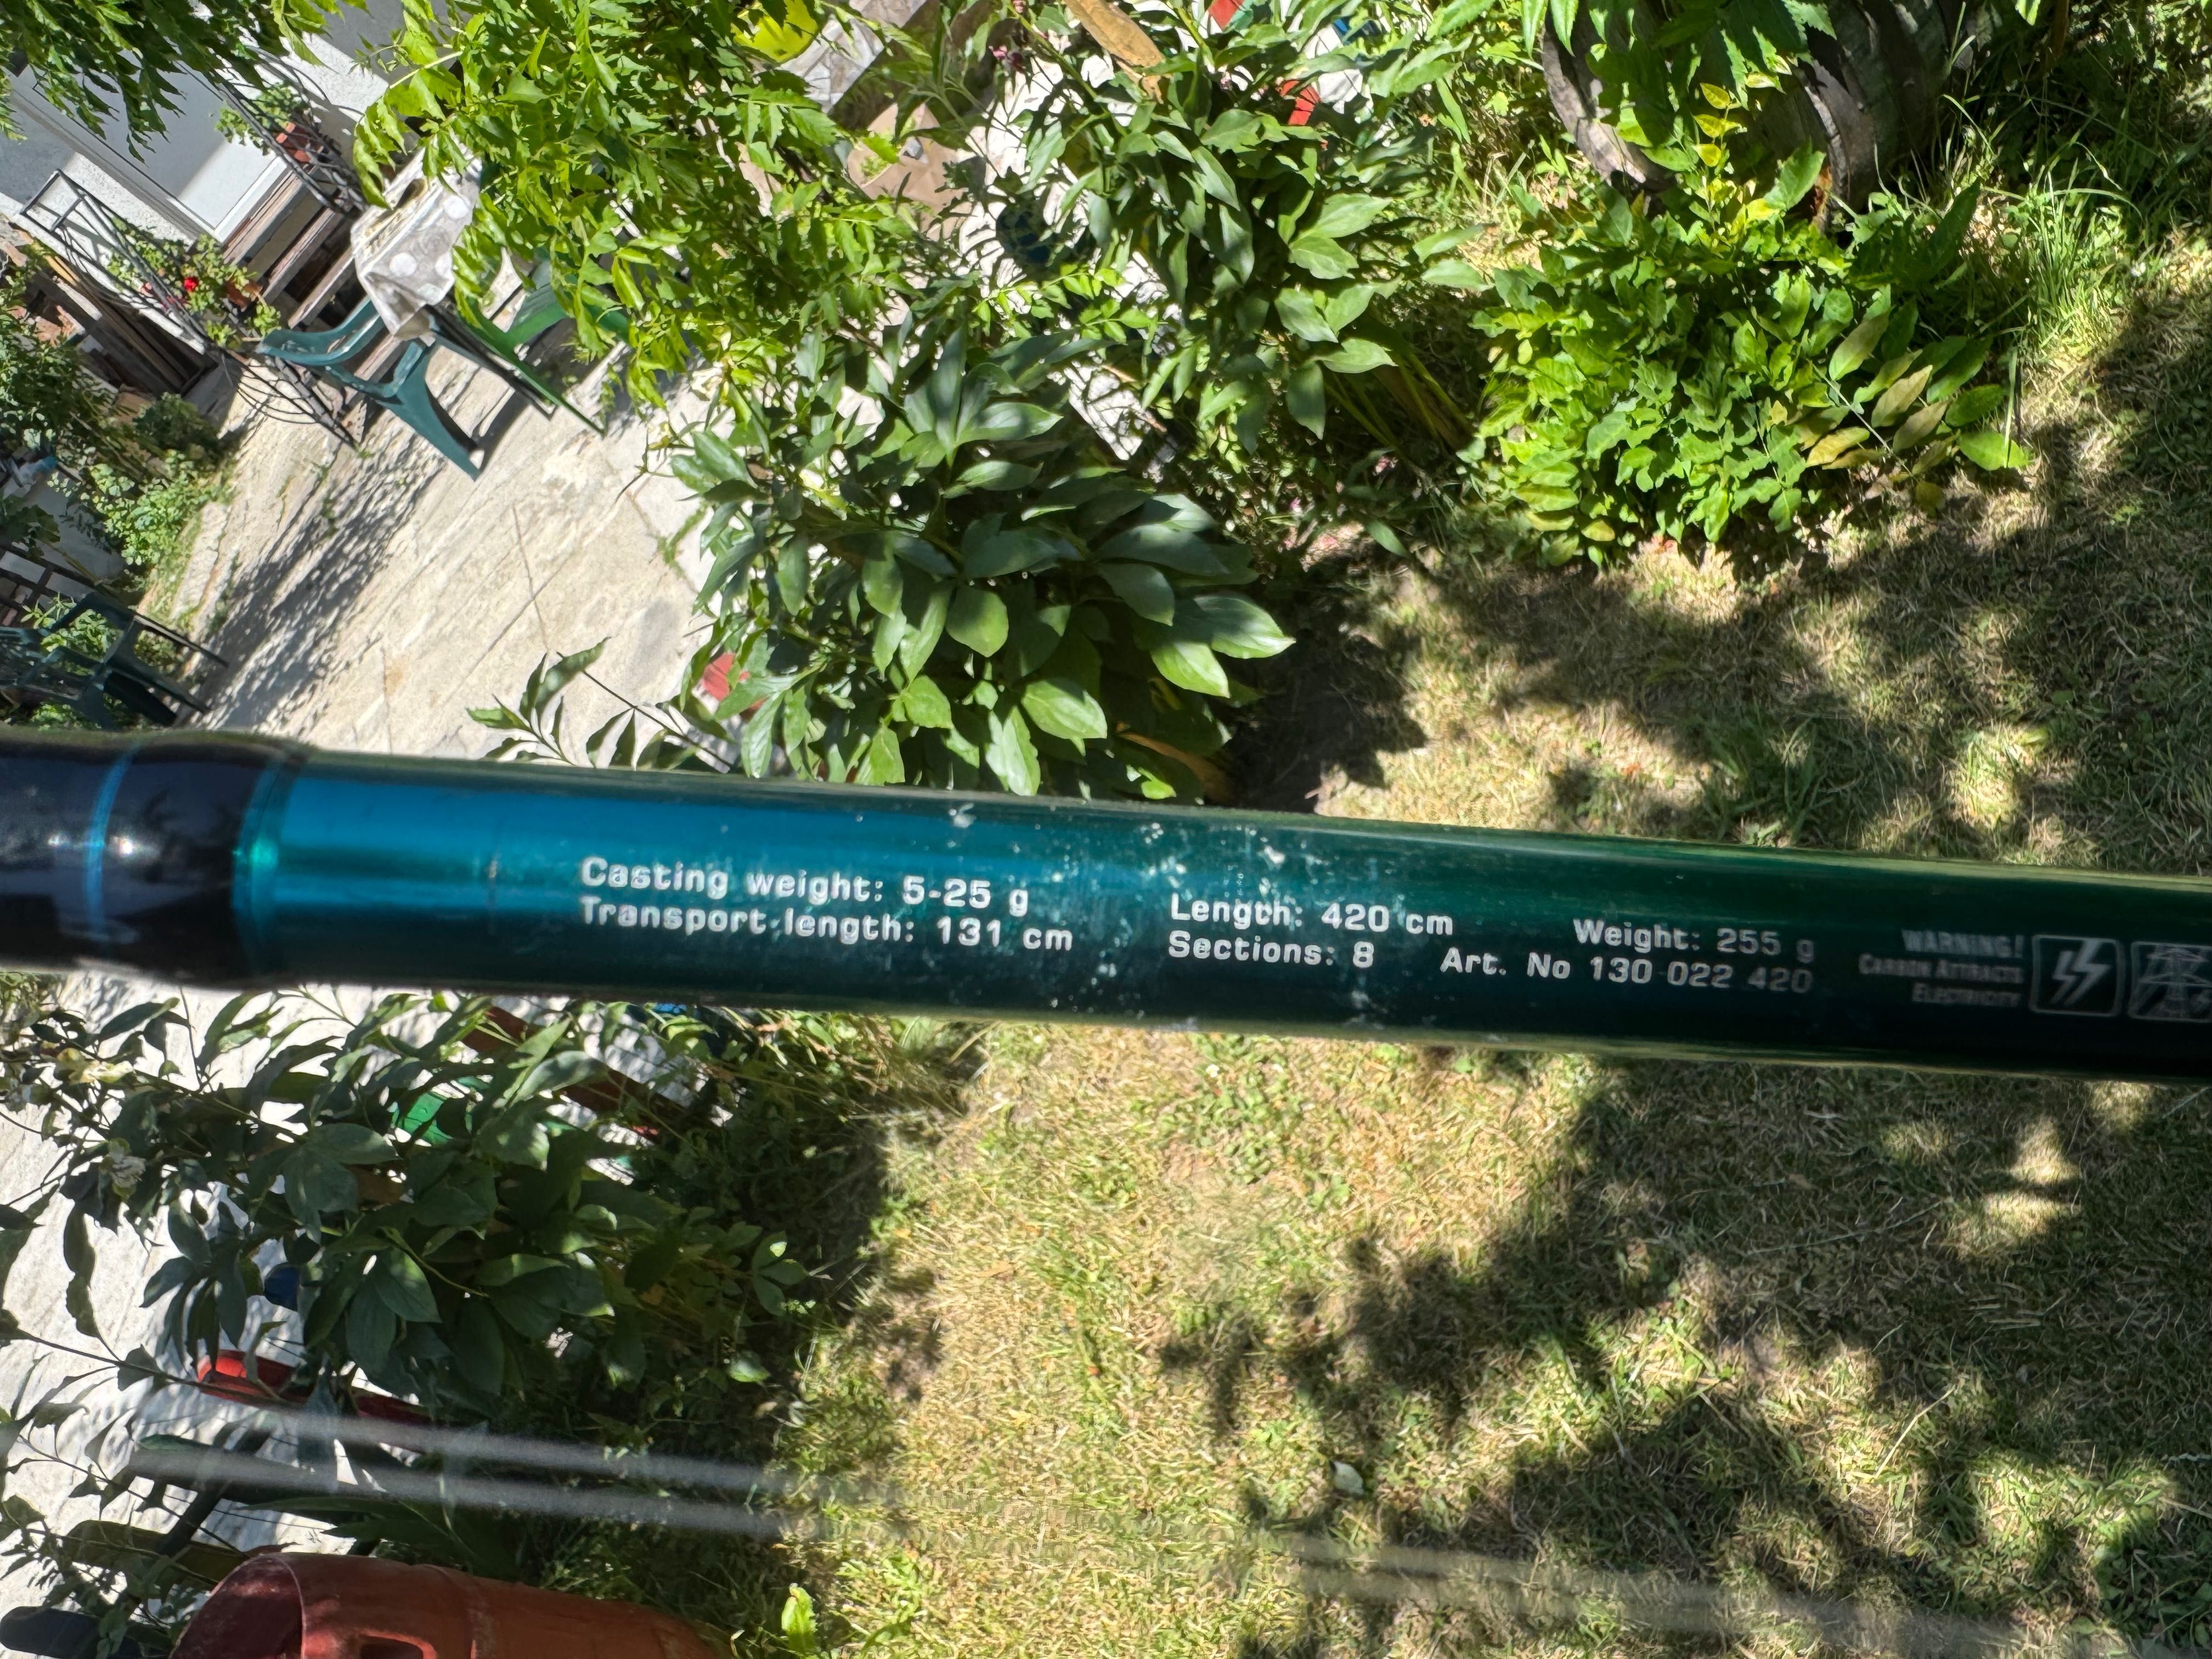 Casting weight: 5-25 g
Transport length: 131 cm
Length: 420 cm
Sections: 8
Weight: 255 g
Art. No 130 022 420
WARNING!
CARBON ATTRACTS
ELECTRICITY